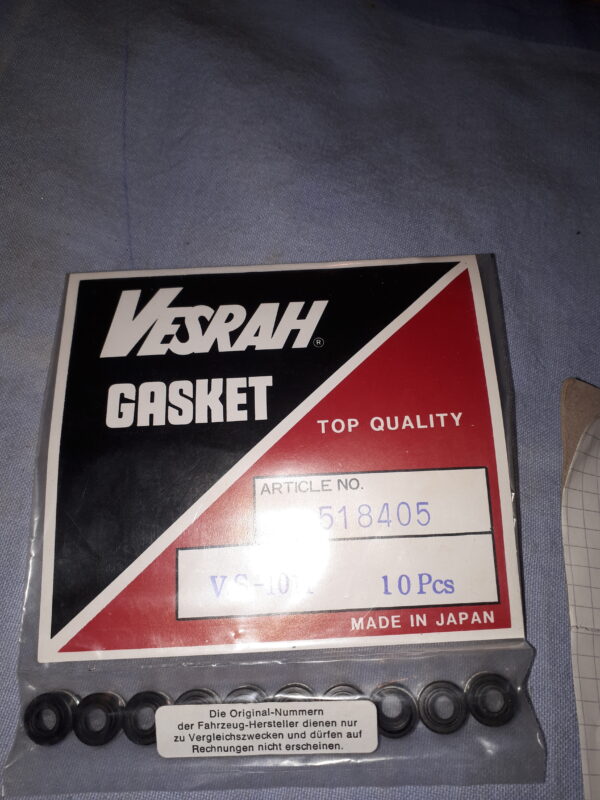 VESRAH®
GASKET
TOP QUALITY
ARTICLE NO.
518405
10 Pcs
MADE IN JAPAN
Die Original-Nummern
der Fahrzeug-Hersteller dienen nur
zu Vergleichszwecken und dürfen auf
Rechnungen nicht erscheinen.